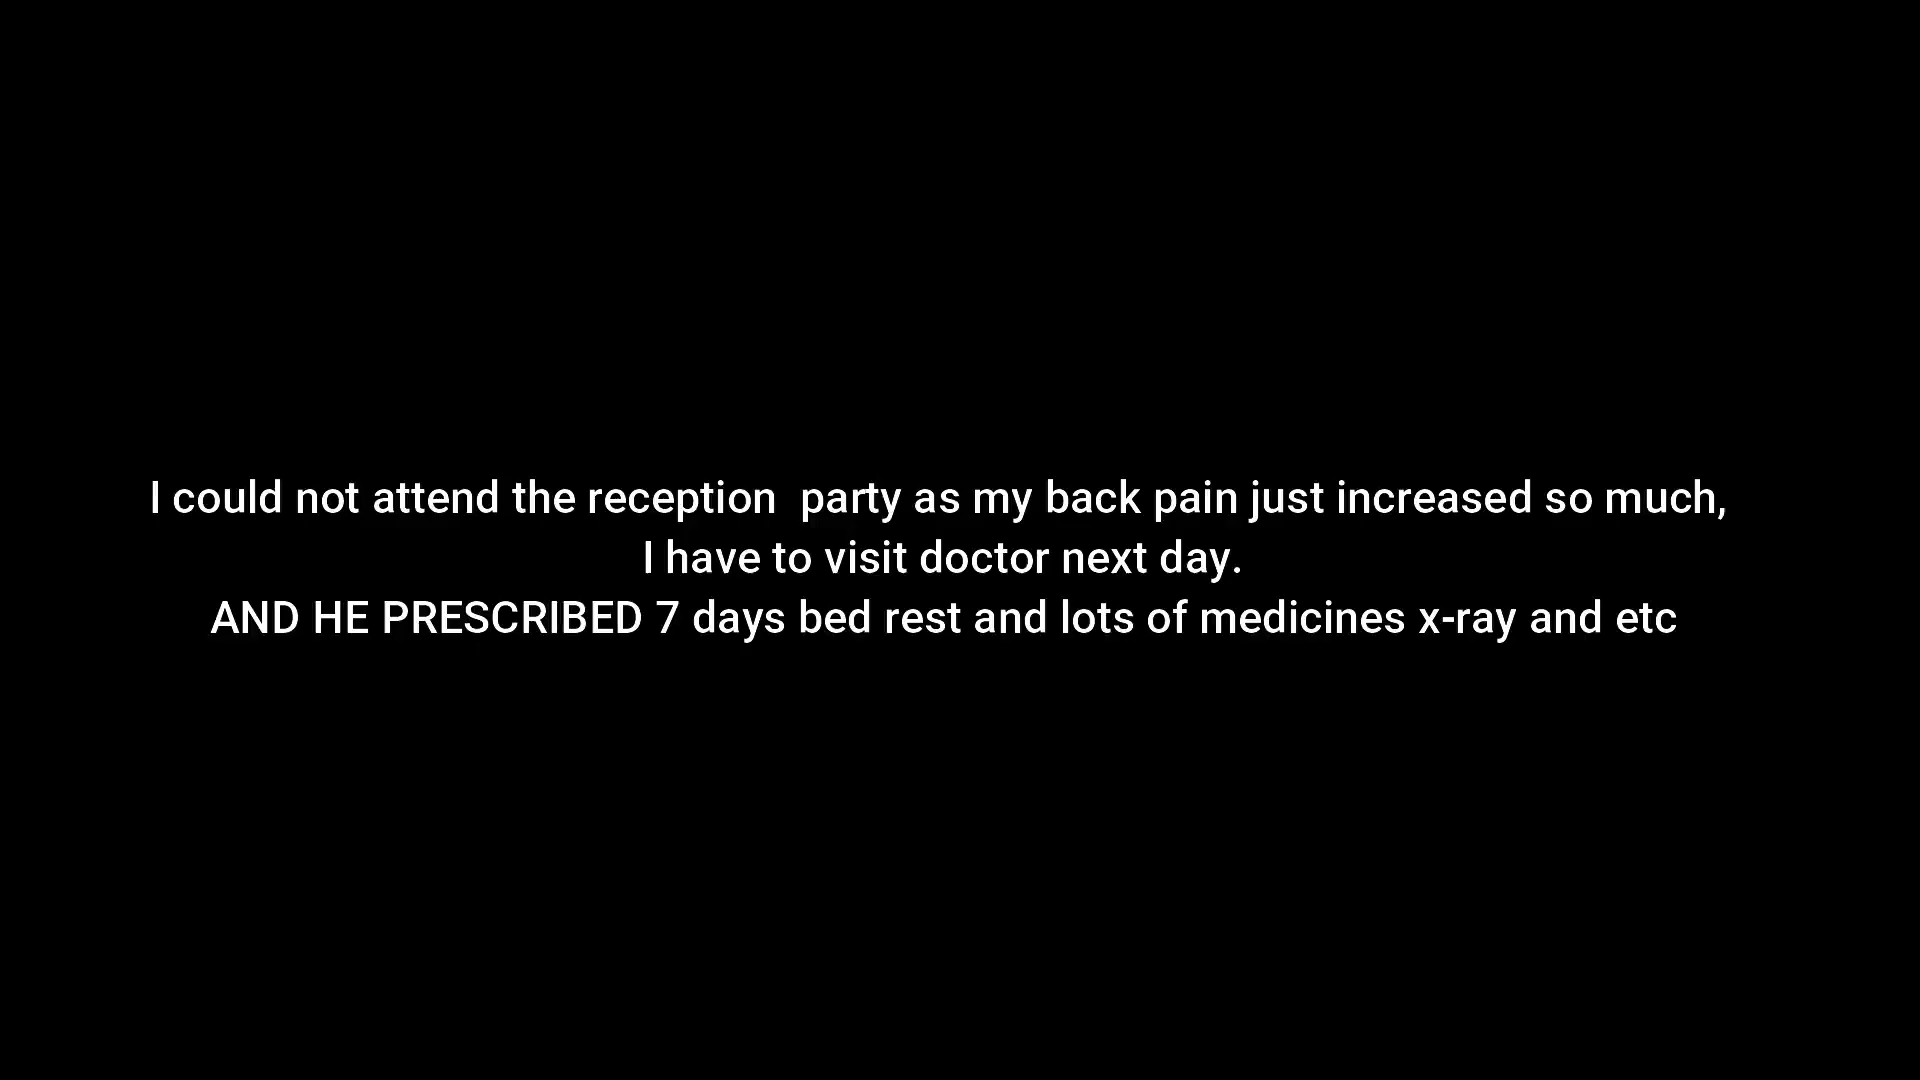 I could not attend the reception  party as my back pain just increased so much,
I have to visit doctor next day.
AND HE PRESCRIBED 7 days bed rest and lots of medicines x-ray and etc